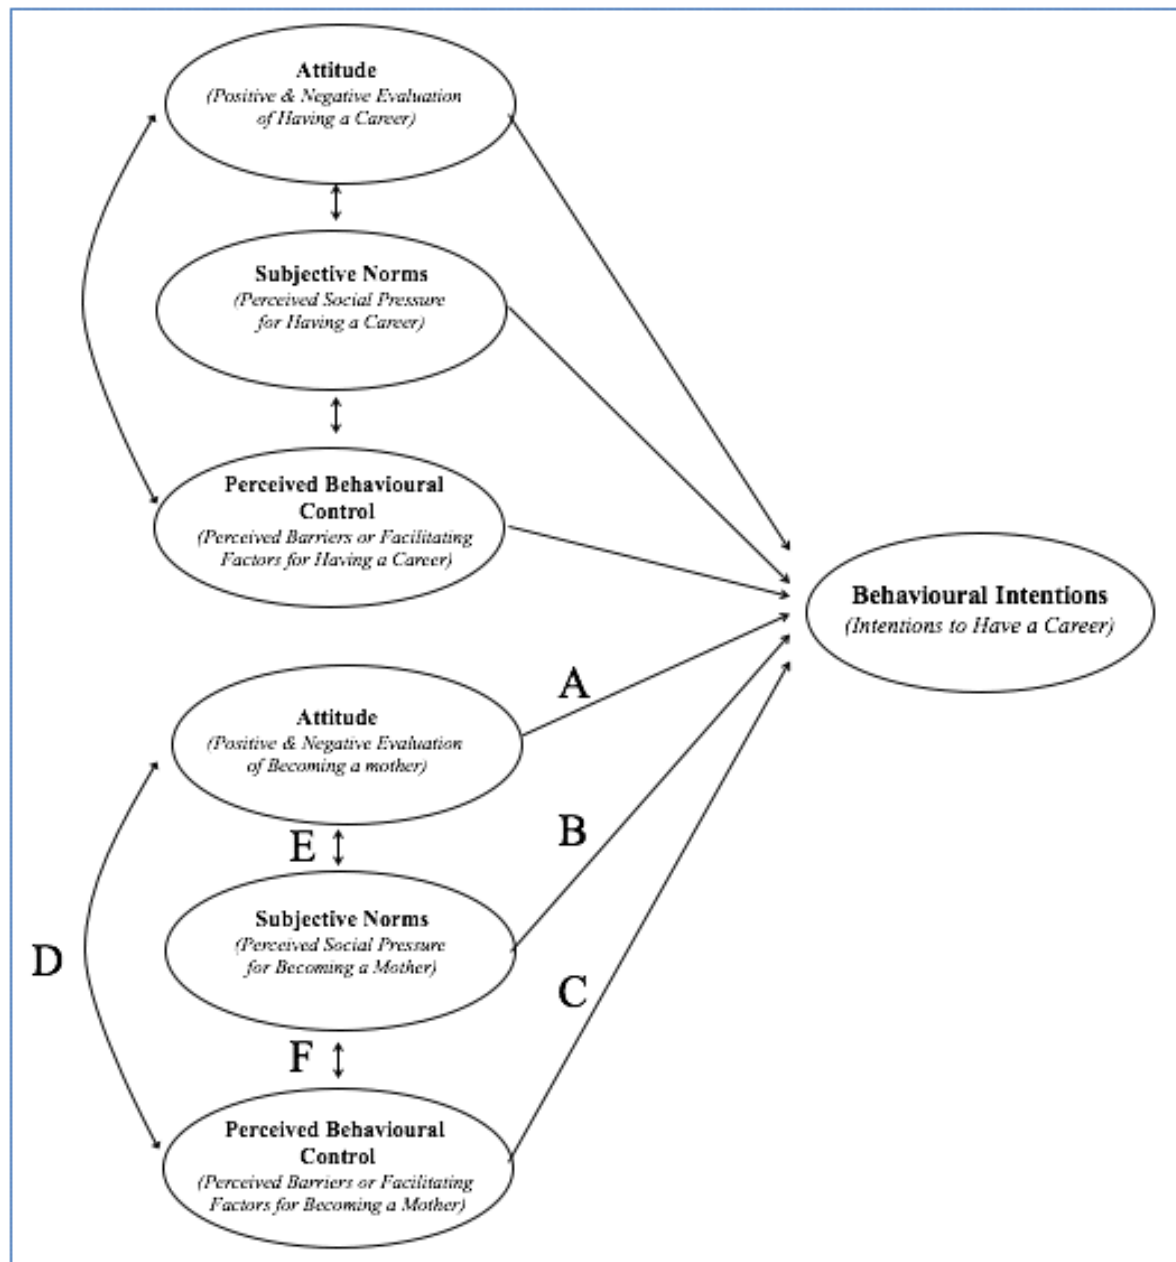 Attitude
(Positive & Negative Evaluation
of Having a Career)
Subjective Norms
(Perceived Social Pressure
for Having a Career)
Perceived Behavioural
Control
(Perceived Barriers or Facilitating
Factors for Having a Career)
Behavioural Intentions
(Intentions to Have a Career)
A
Attitude
(Positive & Negative Evaluation
of Becoming a mother)
E
B
Subjective Norms
(Perceived Social Pressure
for Becoming a Mother)
D
C
F
Perceived Behavioural
Control
(Perceived Barriers or Facilitating
Factors for Becoming a Mother)